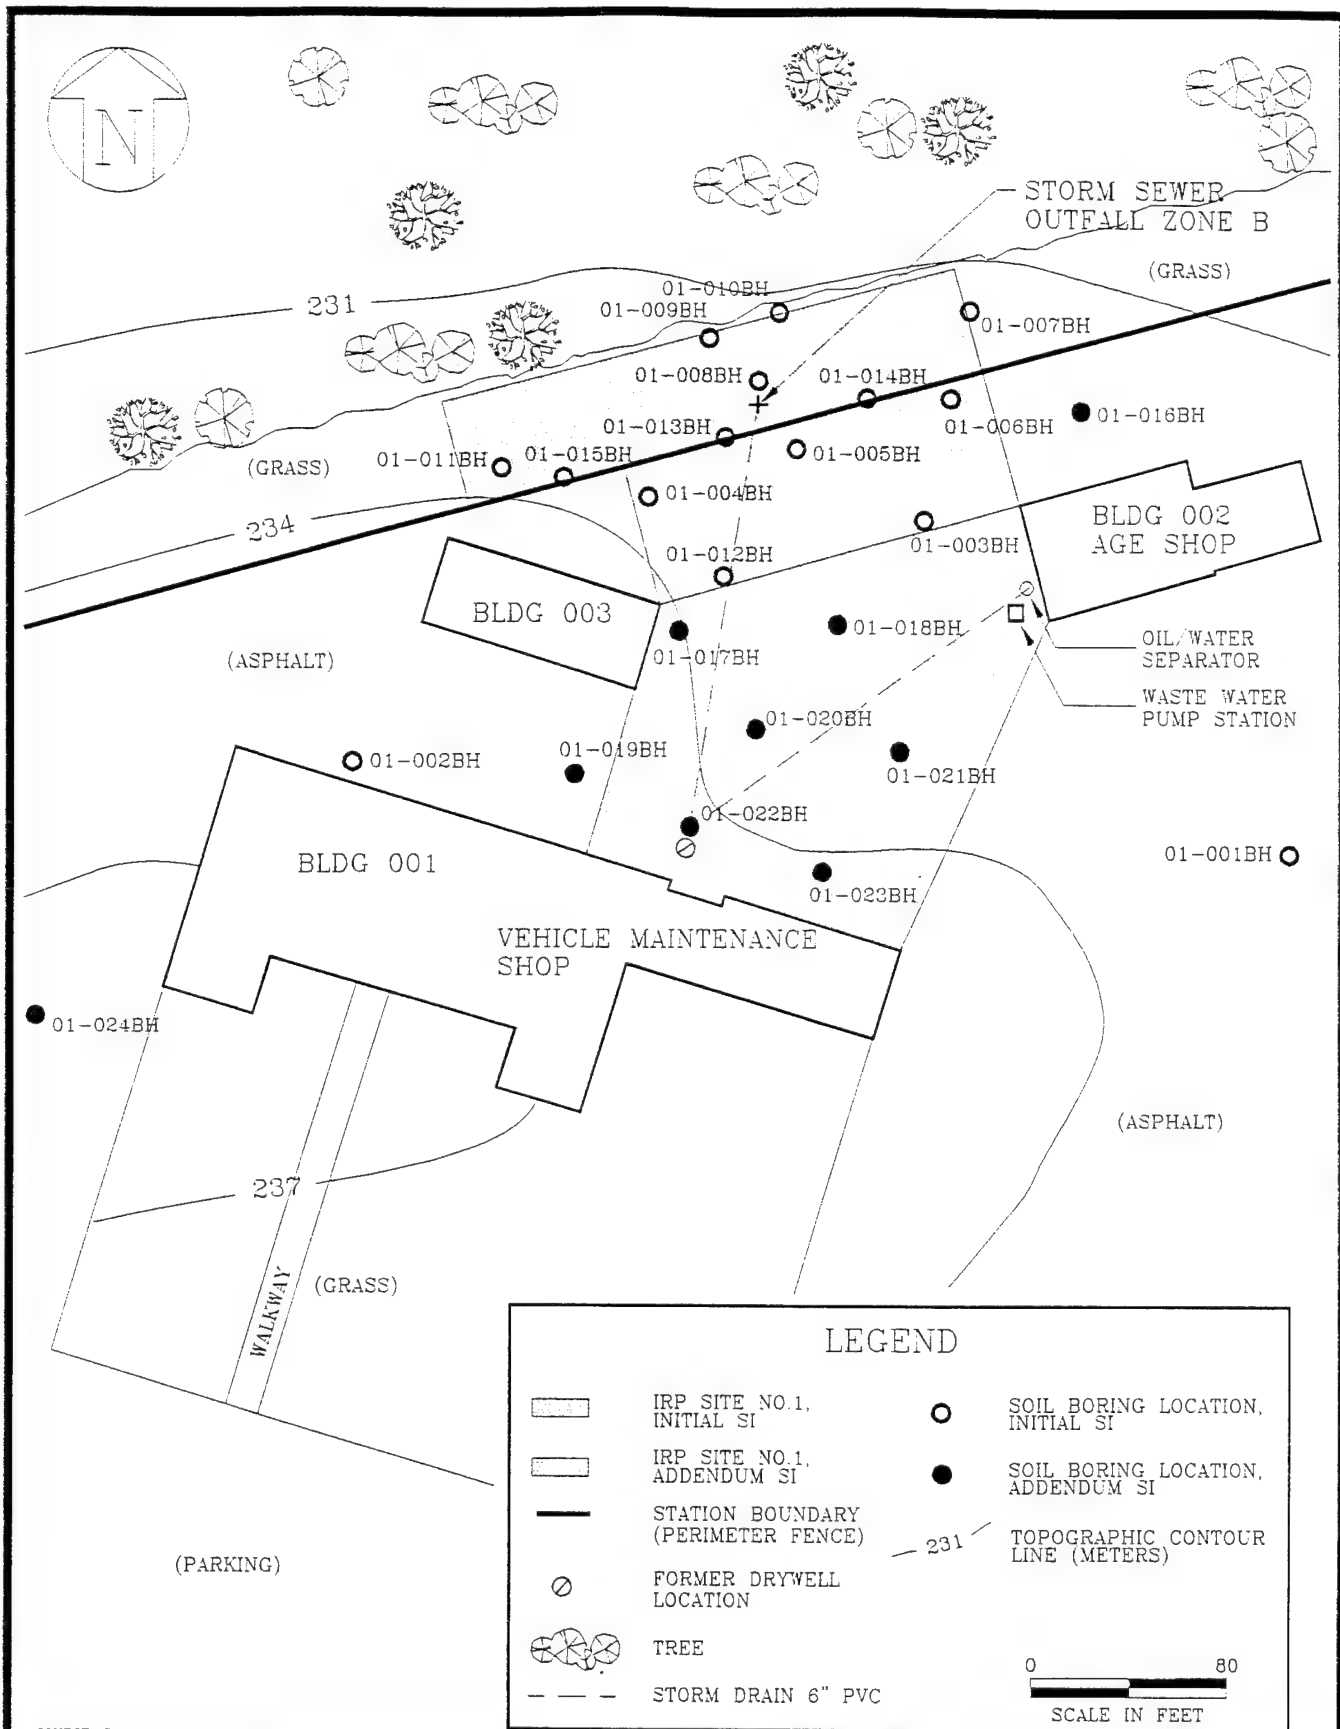 N
STORM SEWER
OUTFALL ZONE B
(GRASS)
231
01-010BH
01-009BH
01-007BH
01-008BH
01-014BH
01-016BH
01-013BH
01-006BH
01-005BH
(GRASS)
01-011BH
01-015BH
01-004BH
234
BLDG 002
AGE SHOP
01-003BH
01-012BH
BLDG 003
01-018BH
01-017BH
(ASPHALT)
OIL/WATER
SEPARATOR
WASTE WATER
PUMP STATION
01-020BH
01-019BH
01-002BH
01-021BH
01-022BH
BLDG 001
01-001BH
01-023BH
VEHICLE MAINTENANCE
SHOP
01-024BH
(ASPHALT)
237
(GRASS)
WALKWAY
(PARKING)
LEGEND
IRP SITE NO.1,
INITIAL SI
IRP SITE NO.1,
ADDENDUM SI
STATION BOUNDARY
(PERIMETER FENCE)
FORMER DRYWELL
LOCATION
TREE
STORM DRAIN 6" PVC
SOIL BORING LOCATION,
INITIAL SI
SOIL BORING LOCATION,
ADDENDUM SI
231
TOPOGRAPHIC CONTOUR
LINE (METERS)
0 80
SCALE IN FEET